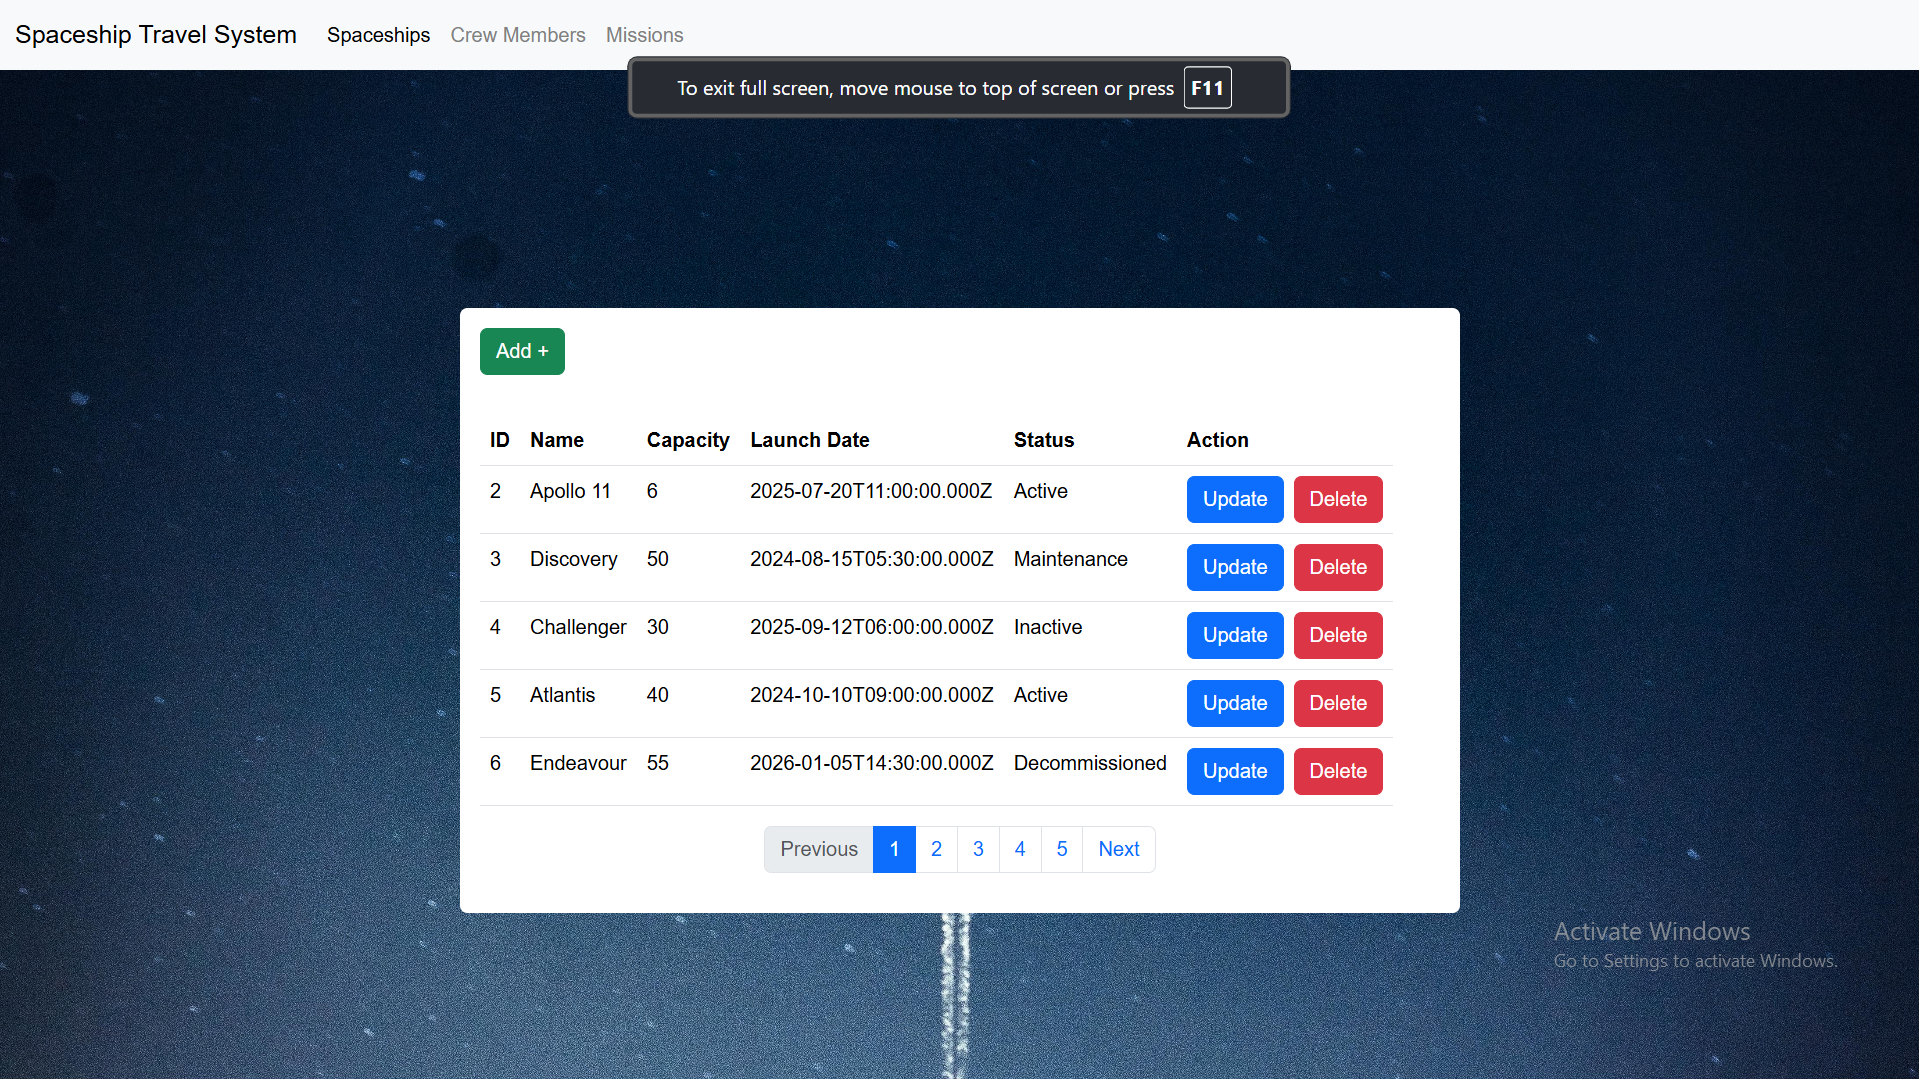 Spaceship Travel System Spaceships Crew Members Missions
To exit full screen, move mouse to top of screen or press F11
Add +
ID Name Capacity Launch Date Status Action
2 Apollo 11 6 2025-07-20T11:00:00.000Z Active Update Delete
3 Discovery 50 2024-08-15T05:30:00.000Z Maintenance Update Delete
4 Challenger 30 2025-09-12T06:00:00.000Z Inactive Update Delete
5 Atlantis 40 2024-10-10T09:00:00.000Z Active Update Delete
6 Endeavour 55 2026-01-05T14:30:00.000Z Decommissioned Update Delete
Previous 1 2 3 4 5 Next
Activate Windows
Go to Settings to activate Windows.